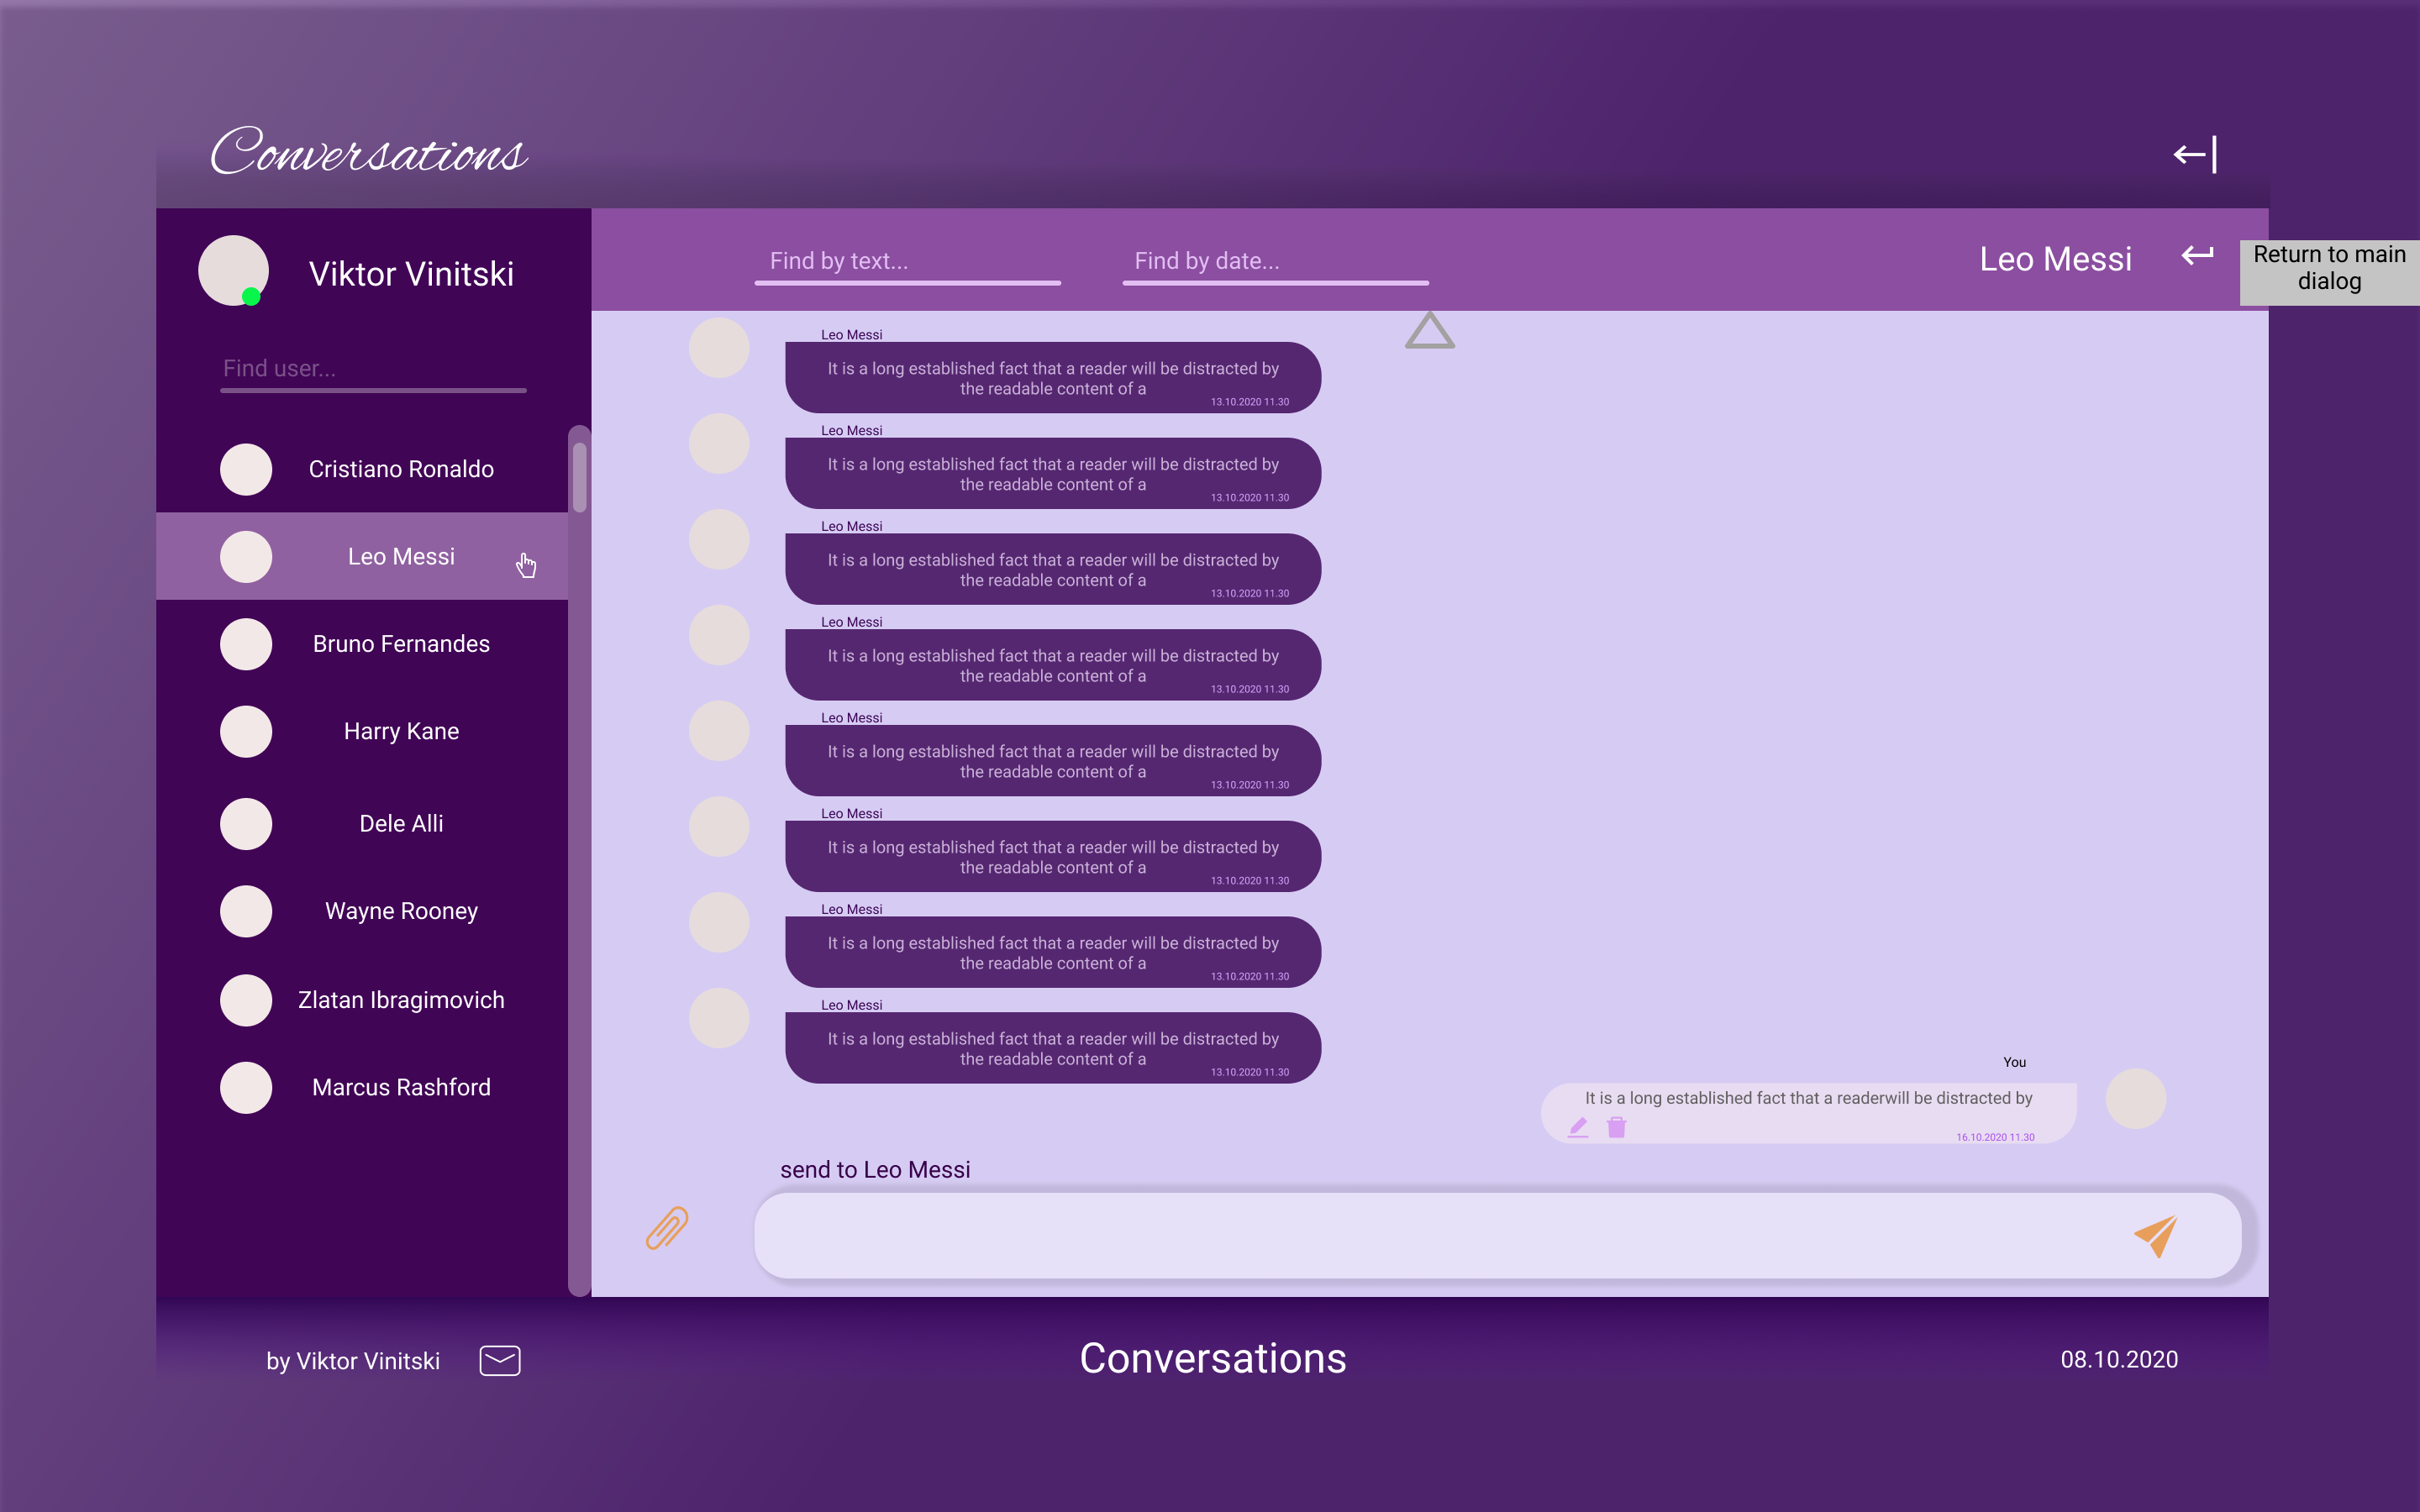 Conversations
Viktor Vinitski
Find user...
Cristiano Ronaldo
Leo Messi
Bruno Fernandes
Harry Kane
Dele Alli
Wayne Rooney
Zlatan Ibragimovich
Marcus Rashford
Find by text...
Find by date...
Leo Messi
Return to main
dialog
Leo Messi
It is a long established fact that a reader will be distracted by
the readable content of a
13.10.2020 11.30
Leo Messi
It is a long established fact that a reader will be distracted by
the readable content of a
13.10.2020 11.30
Leo Messi
It is a long established fact that a reader will be distracted by
the readable content of a
13.10.2020 11.30
Leo Messi
It is a long established fact that a reader will be distracted by
the readable content of a
13.10.2020 11.30
Leo Messi
It is a long established fact that a reader will be distracted by
the readable content of a
13.10.2020 11.30
Leo Messi
It is a long established fact that a reader will be distracted by
the readable content of a
13.10.2020 11.30
Leo Messi
It is a long established fact that a reader will be distracted by
the readable content of a
13.10.2020 11.30
Leo Messi
It is a long established fact that a reader will be distracted by
the readable content of a
13.10.2020 11.30
You
It is a long established fact that a readerwill be distracted by
16.10.2020 11.30
send to Leo Messi
by Viktor Vinitski
Conversations
08.10.2020